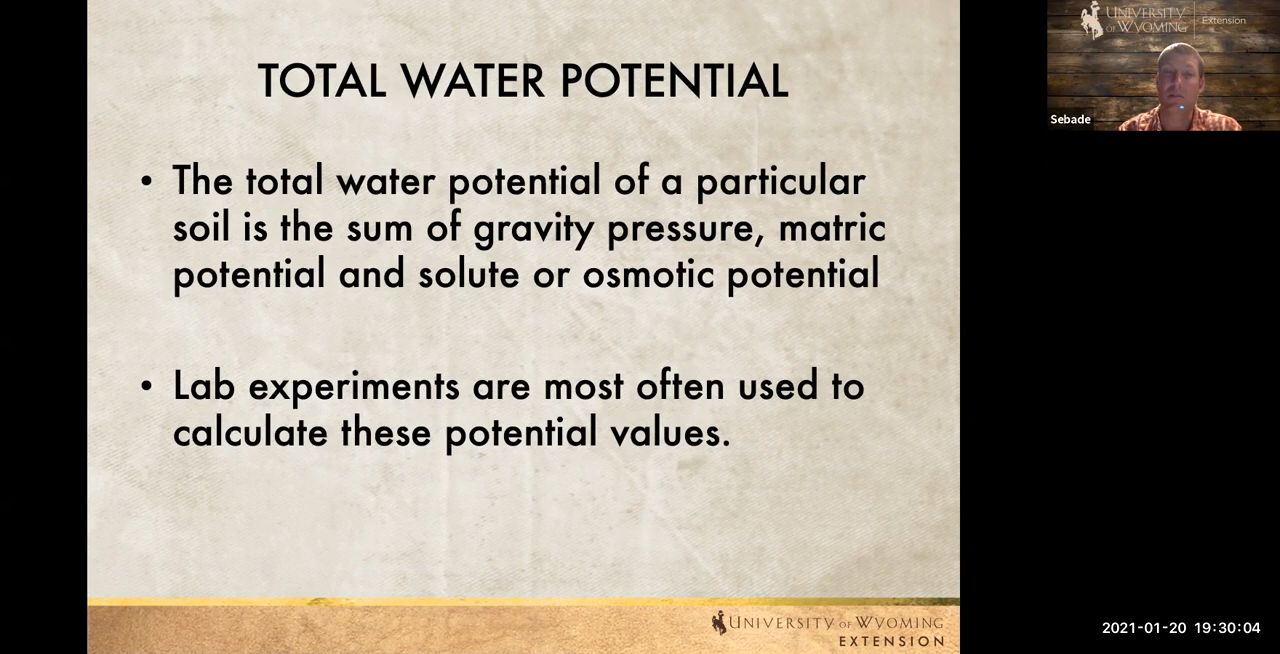 TOTAL WATER POTENTIAL
• The total water potential of a particular
soil is the sum of gravity pressure, matric
potential and solute or osmotic potential
• Lab experiments are most often used to
calculate these potential values.
UNIVERSITY OF WYOMING
EXTENSION
UNIVERSITY
OF WYOMING
Extension
Sebade
2021-01-20 19:30:04